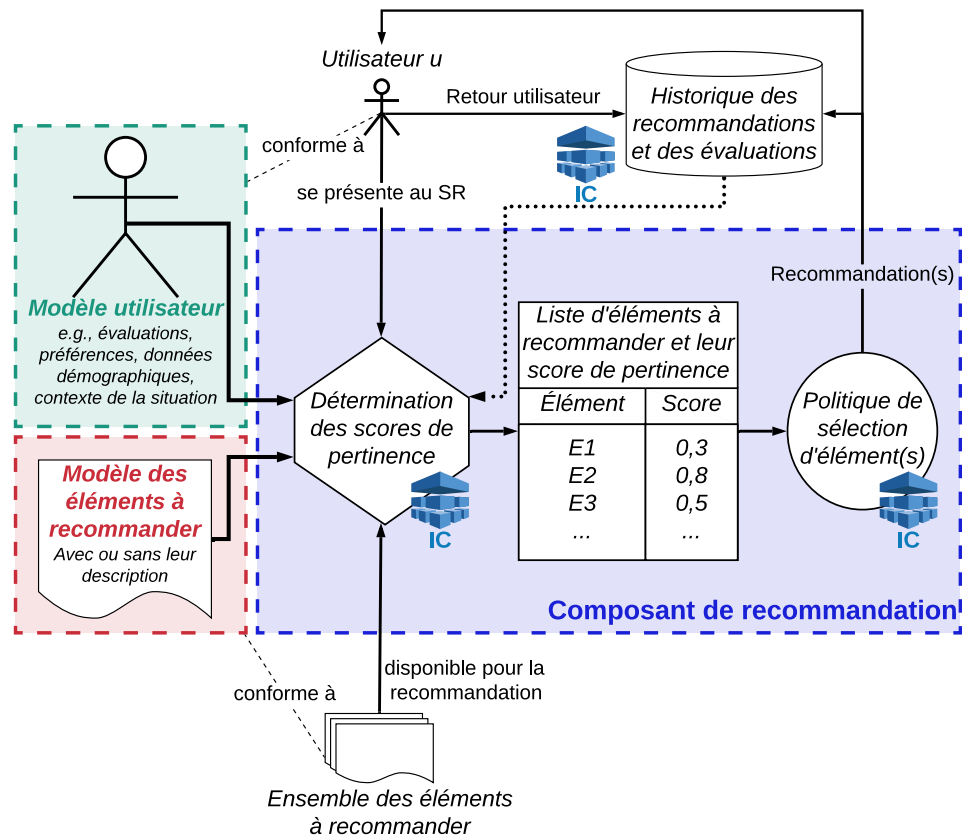 Utilisateur u
Retour utilisateur
Historique des
recommandations
et des évaluations
IC
conforme à
se présente au SR
Modèle utilisateur
e.g., évaluations,
préférences, données
démographiques,
contexte de la situation
Recommandation(s)
Détermination
des scores de
pertinence
IC
Liste d'éléments à
recommander et leur
score de pertinence
Élément Score
E1 0,3
E2 0,8
E3 0,5
... ...
Politique de
sélection
d'élément(s)
IC
Modèle des
éléments à
recommander
Avec ou sans leur
description
Composant de recommandation
disponible pour la
recommandation
conforme à
Ensemble des éléments
à recommander